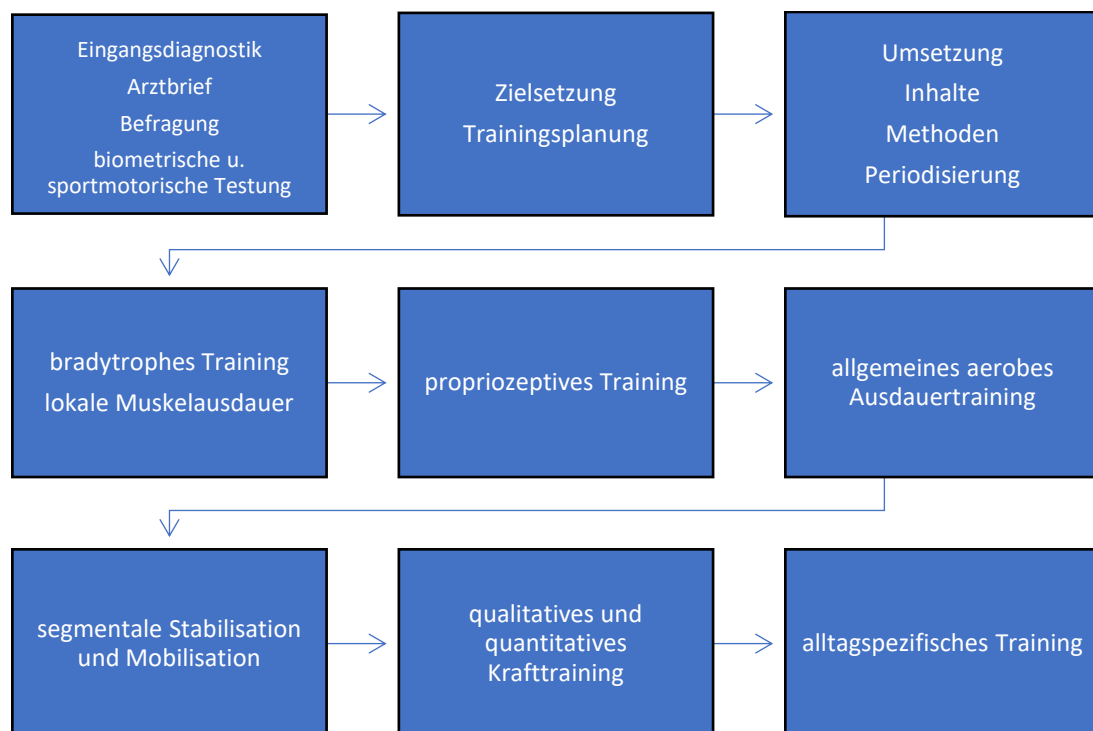 Eingangsdiagnostik
Arztbrief
Befragung
biometrische u.
sportmotorische Testung
Zielsetzung
Trainingsplanung
Umsetzung
Inhalte
Methoden
Periodisierung
bradytrophes Training
lokale Muskelausdauer
propriozeptives Training
allgemeines aerobes
Ausdauertraining
segmentale Stabilisation
und Mobilisation
qualitatives und
quantitatives
Krafttraining
alltagspezifisches Training